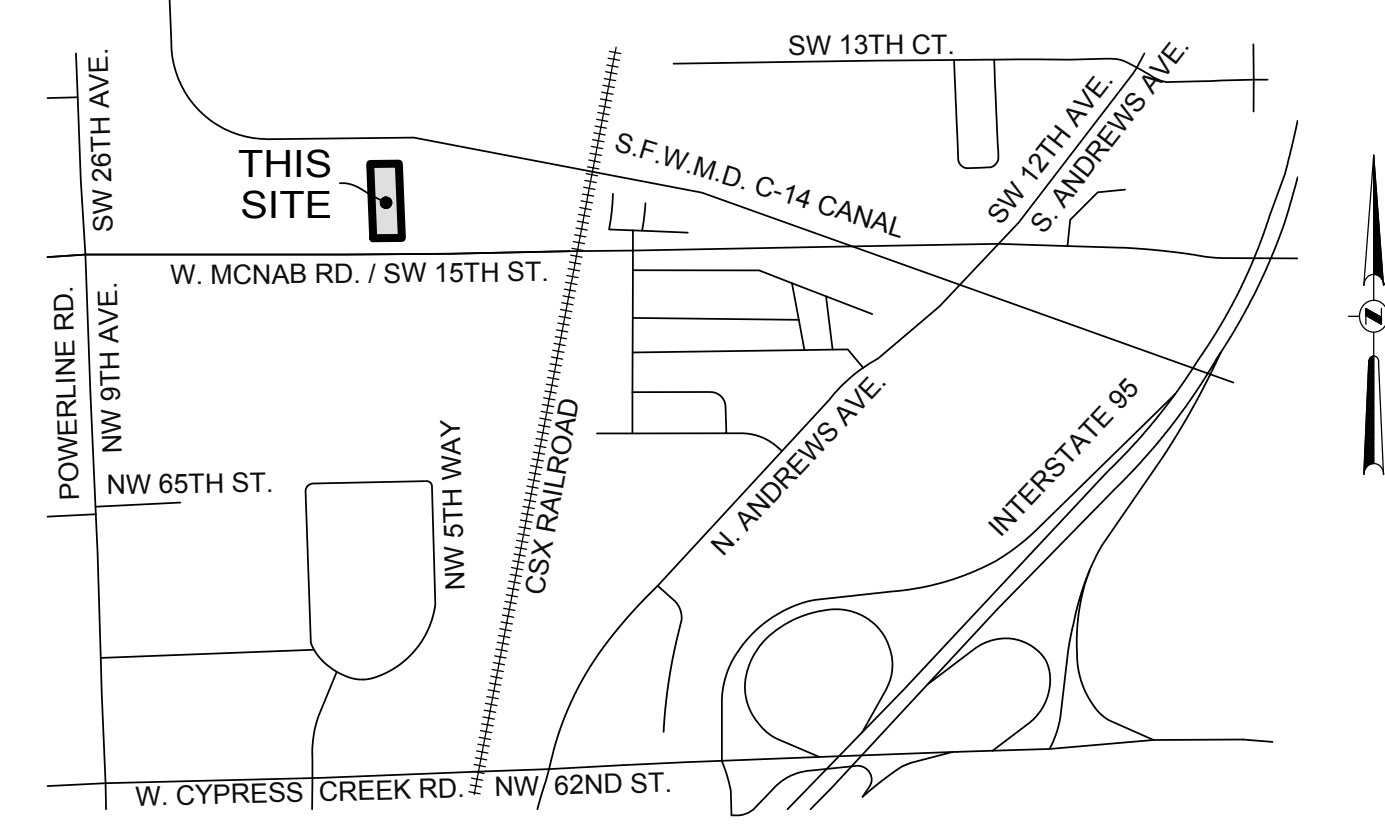 SW 13TH CT.
SW 26TH AVE.
THIS
SITE
S.F.W.M.D. C-14 CANAL
SW 12TH AVE.
S. ANDREWS AVE.
W. MCNAB RD. / SW 15TH ST.
POWERLINE RD.
NW 9TH AVE.
NW 65TH ST.
NW 5TH WAY
CSX RAILROAD
N. ANDREWS AVE.
INTERSTATE 95
W. CYPRESS CREEK RD. NW 62ND ST.
Z